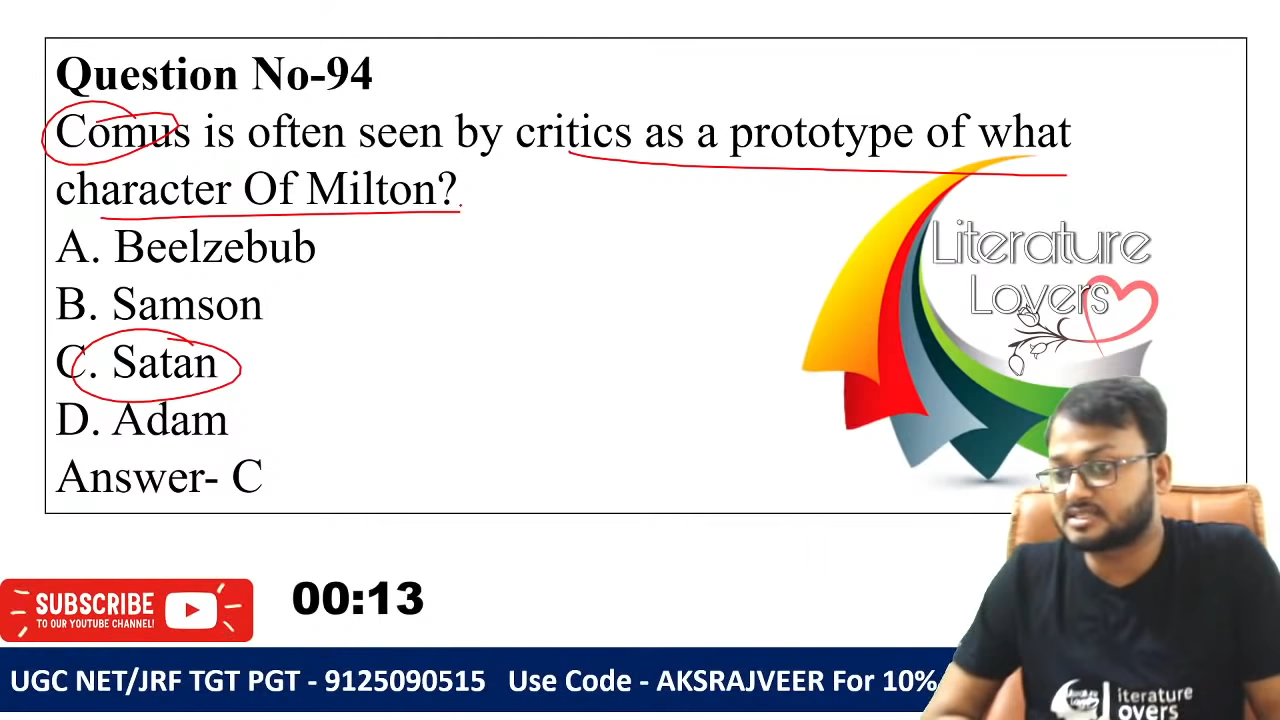 Question No-94
Comus is often seen by critics as a prototype of what
character Of Milton?
A. Beelzebub
B. Samson
C. Satan
D. Adam
Answer- C
Literature
Lovers
SUBSCRIBE
TO OUR YOUTUBE CHANNEL!
00:13
UGC NET/JRF TGT PGT - 9125090515 Use Code - AKSRAJVEER For 10%
iterature
overs